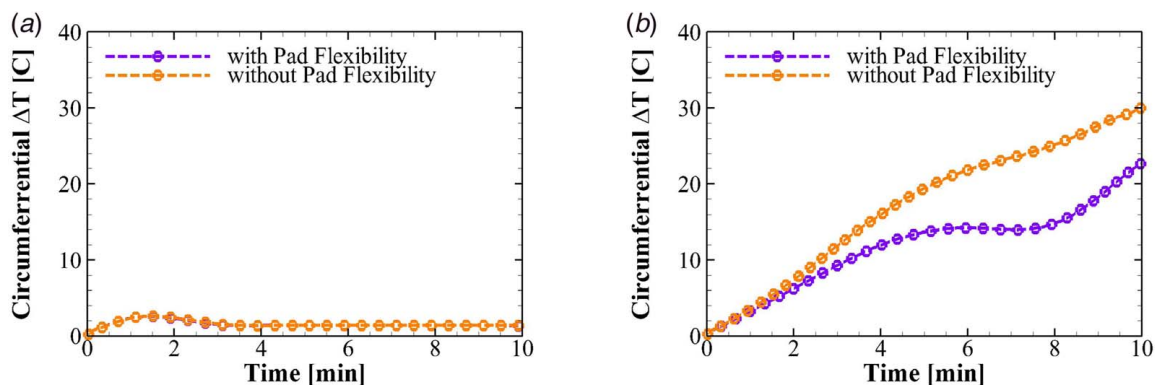 (a)
40
30
20
10
0
Circumferrential ΔT [C]
with Pad Flexibility
without Pad Flexibility
0 2 4 6 8 10
Time [min]
(b)
40
30
20
10
0
Circumferrential ΔT [C]
with Pad Flexibility
without Pad Flexibility
0 2 4 6 8 10
Time [min]